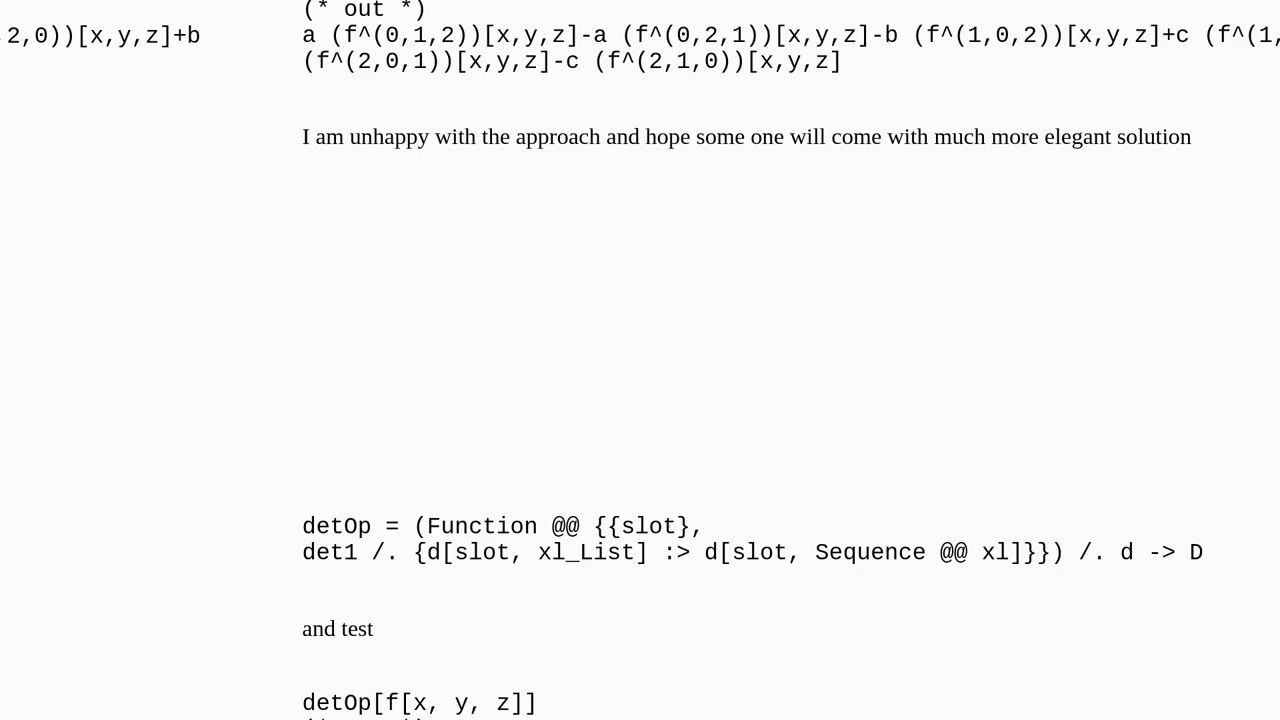 (* out *)
,2,0))[x,y,z]+b
a (f^(0,1,2))[x,y,z]-a (f^(0,2,1))[x,y,z]-b (f^(1,0,2))[x,y,z]+c (f^(1,
(f^(2,0,1))[x,y,z]-c (f^(2,1,0))[x,y,z]
I am unhappy with the approach and hope some one will come with much more elegant solution
detOp = (Function @@ {{slot},
det1 /. {d[slot, xl_List] :> d[slot, Sequence @@ xl]}}) /. d -> D
and test
detOp[f[x, y, z]]